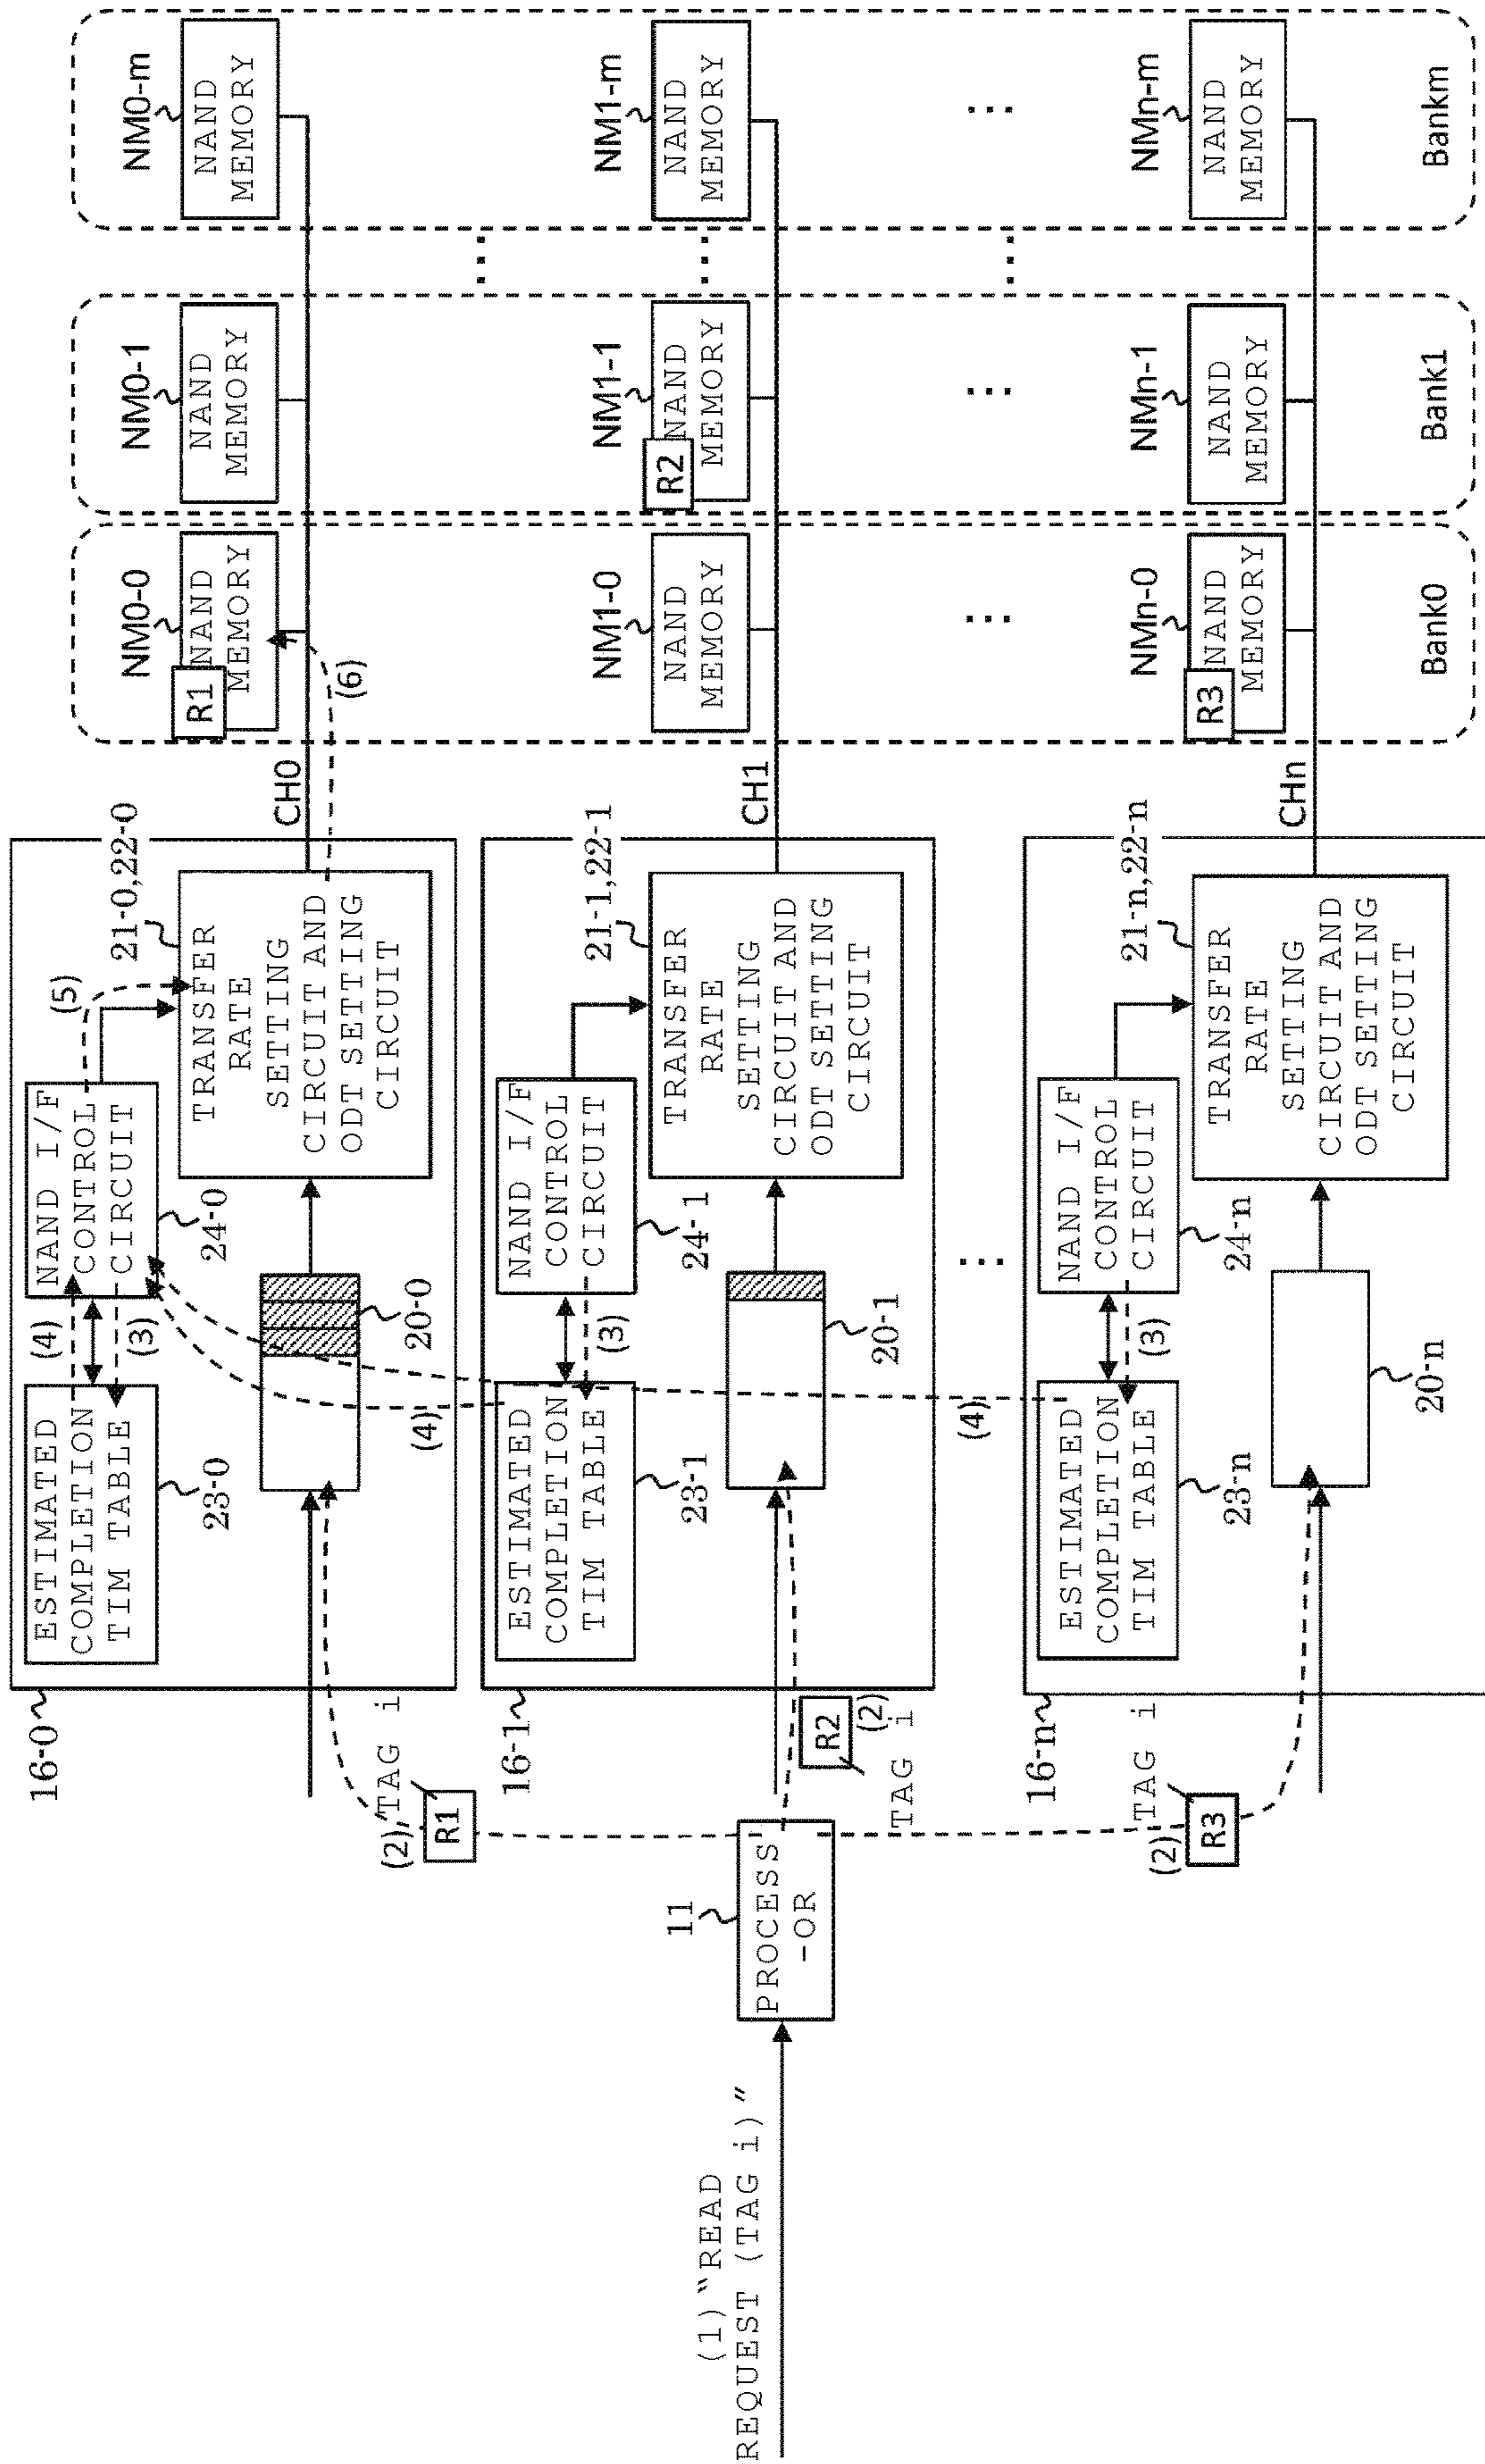 (1)“READ
REQUEST (TAG i)”
11
PROCESS
-OR
(2)
TAG i
R1
R2
(2)
TAG i
(2)
TAG i
R3
16-0
ESTIMATED
COMPLETION
TIM TABLE
23-0
(4)
(3)
NAND I/F
CONTROL
CIRCUIT
24-0
20-0
(5)
TRANSFER
RATE
SETTING
CIRCUIT AND
ODT SETTING
CIRCUIT
21-0,22-0
CH0
(6)
(4)
16-1
ESTIMATED
COMPLETION
TIM TABLE
23-1
(3)
NAND I/F
CONTROL
CIRCUIT
24-1
20-1
TRANSFER
RATE
SETTING
CIRCUIT AND
ODT SETTING
CIRCUIT
21-1,22-1
CH1
(4)
...
16-n
ESTIMATED
COMPLETION
TIM TABLE
23-n
(3)
NAND I/F
CONTROL
CIRCUIT
24-n
20-n
TRANSFER
RATE
SETTING
CIRCUIT AND
ODT SETTING
CIRCUIT
21-n,22-n
CHn
NM0-0
R1
NAND
MEMORY
NM0-1
NAND
MEMORY
...
NM0-m
NAND
MEMORY
NM1-0
NAND
MEMORY
NM1-1
R2
NAND
MEMORY
...
NM1-m
NAND
MEMORY
...
...
...
...
NMn-0
R3
NAND
MEMORY
NMn-1
NAND
MEMORY
NMn-m
NAND
MEMORY
Bank0
Bank1
Bankm